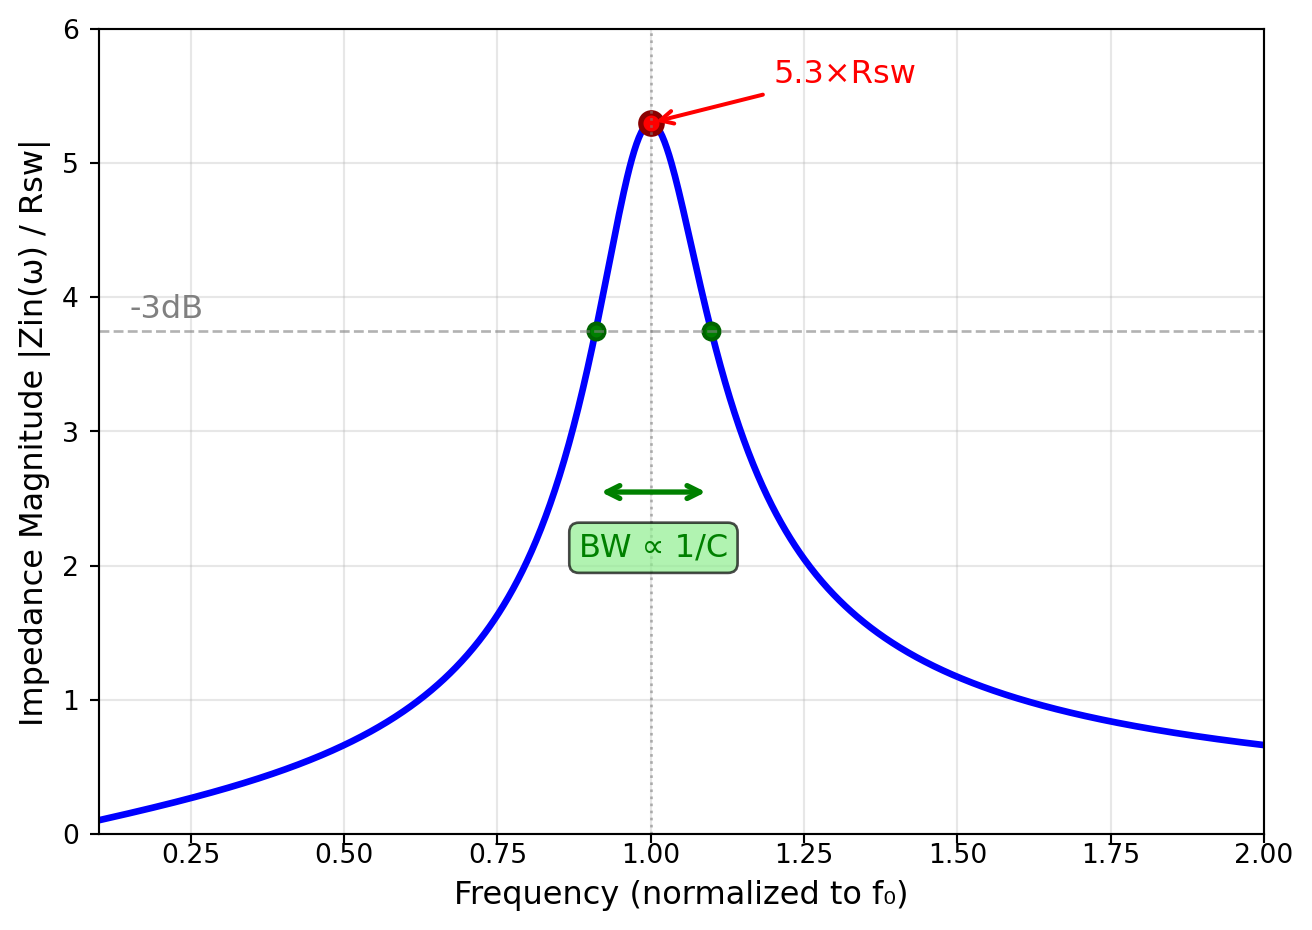 Impedance Magnitude |Zin(ω) / Rsw|
6
5
4
3
2
1
0
5.3×Rsw
-3dB
BW ∝ 1/C
0.25 0.50 0.75 1.00 1.25 1.50 1.75 2.00
Frequency (normalized to f₀)